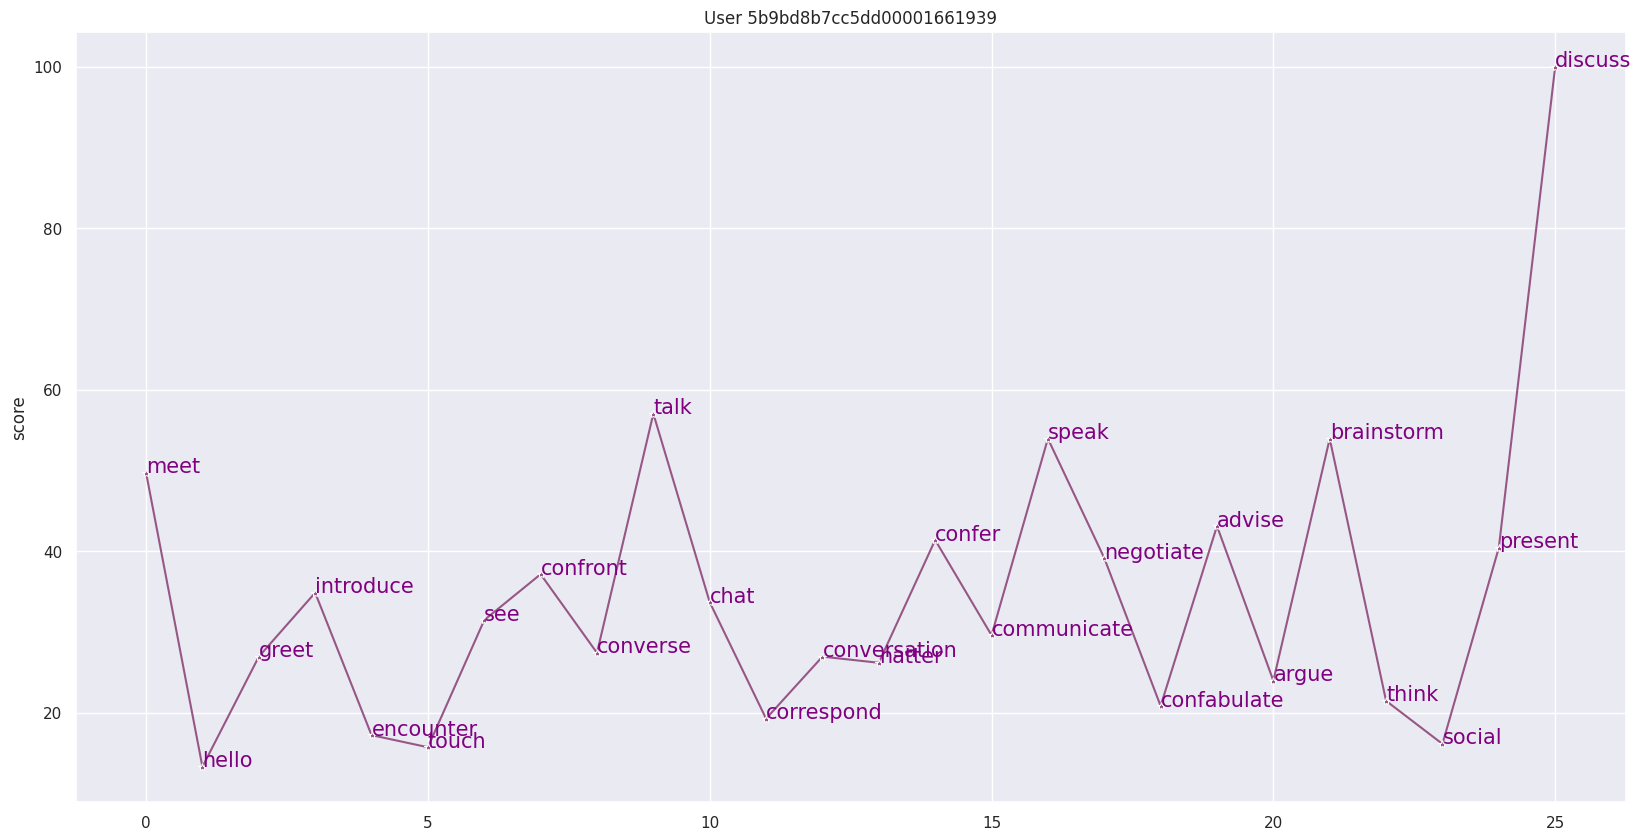 User 5b9bd8b7cc5dd00001661939
score
100
80
60
40
20
0
5
10
15
20
25
meet
hello
greet
introduce
encounter
touch
see
confront
converse
talk
chat
correspond
conversation
natter
confer
communicate
speak
negotiate
confabulate
advise
argue
brainstorm
think
social
present
discuss